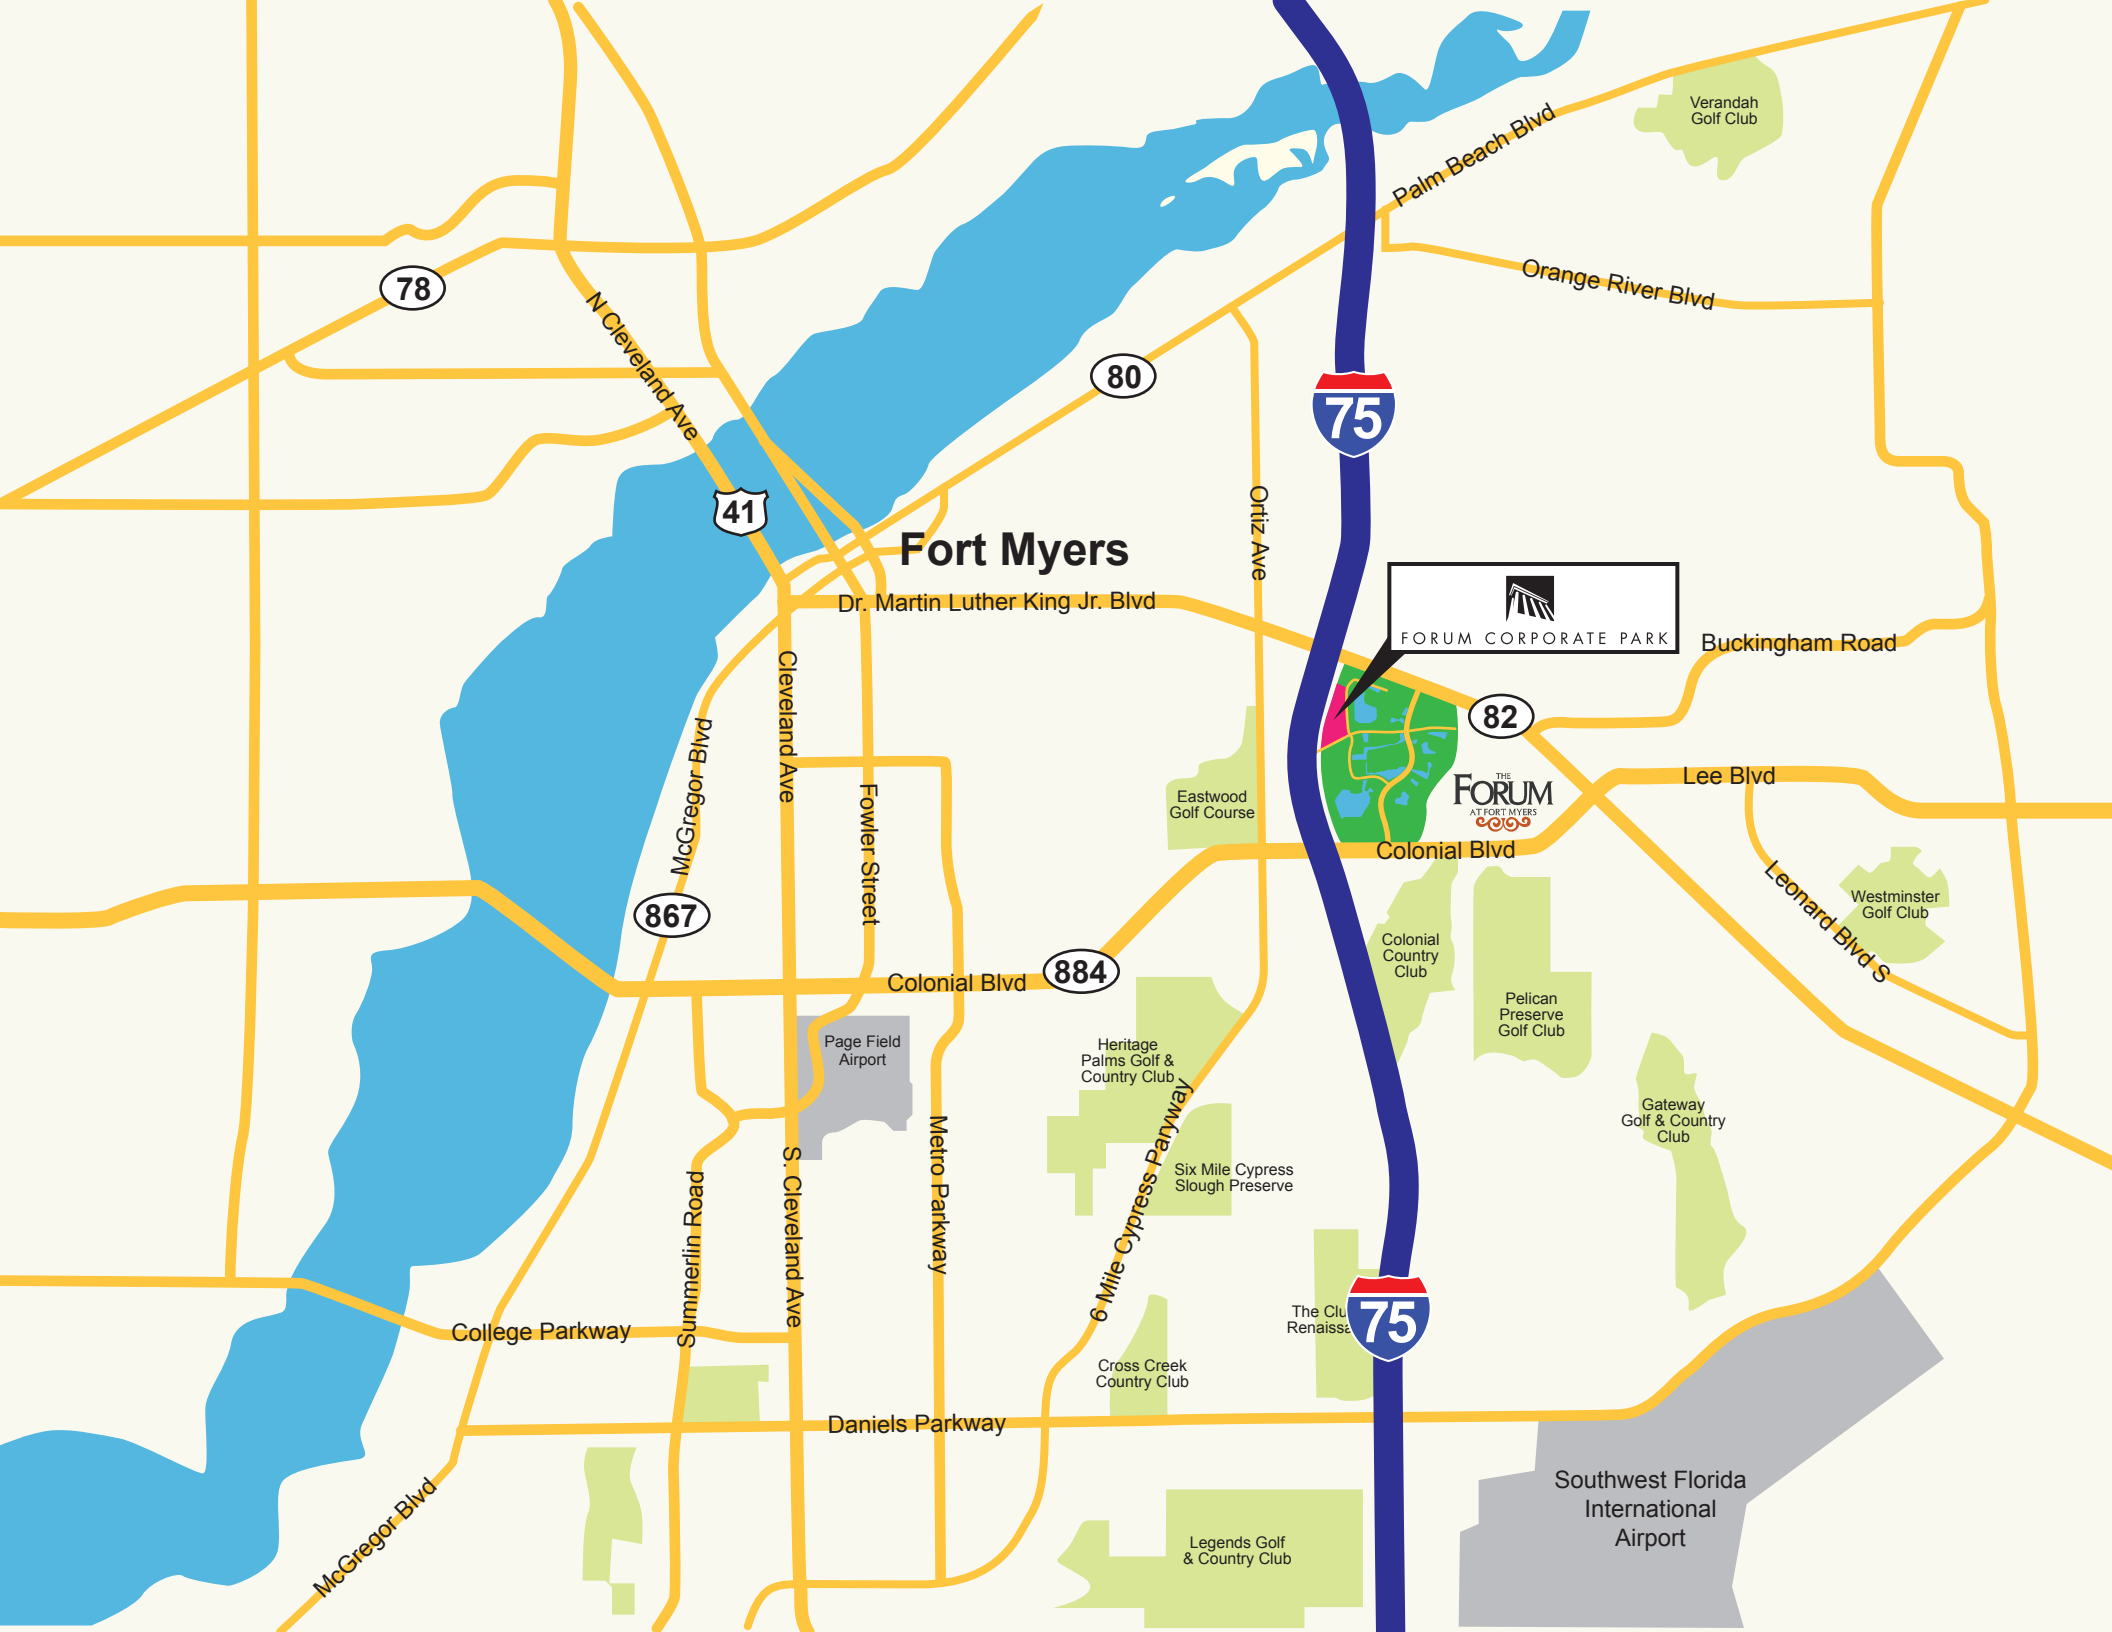 Verandah
Golf Club
Palm Beach Blvd
Orange River Blvd
78
N Cleveland Ave
80
75
41
Ortiz Ave
Fort Myers
Dr. Martin Luther King Jr. Blvd
FORUM CORPORATE PARK
Buckingham Road
82
Cleveland Ave
McGregor Blvd
Fowler Street
Eastwood
Golf Course
THE
FORUM
AT FORT MYERS
Lee Blvd
Colonial Blvd
Leonard Blvd S
Westminster
Golf Club
867
Colonial Blvd
884
Colonial
Country
Club
Pelican
Preserve
Golf Club
Page Field
Airport
Heritage
Palms Golf &
Country Club
Gateway
Golf & Country
Club
Metro Parkway
S. Cleveland Ave
Summerlin Road
6 Mile Cypress Paryway
Six Mile Cypress
Slough Preserve
The Clu
Renaissa
75
College Parkway
Cross Creek
Country Club
Daniels Parkway
McGregor Blvd
Legends Golf
& Country Club
Southwest Florida
International
Airport